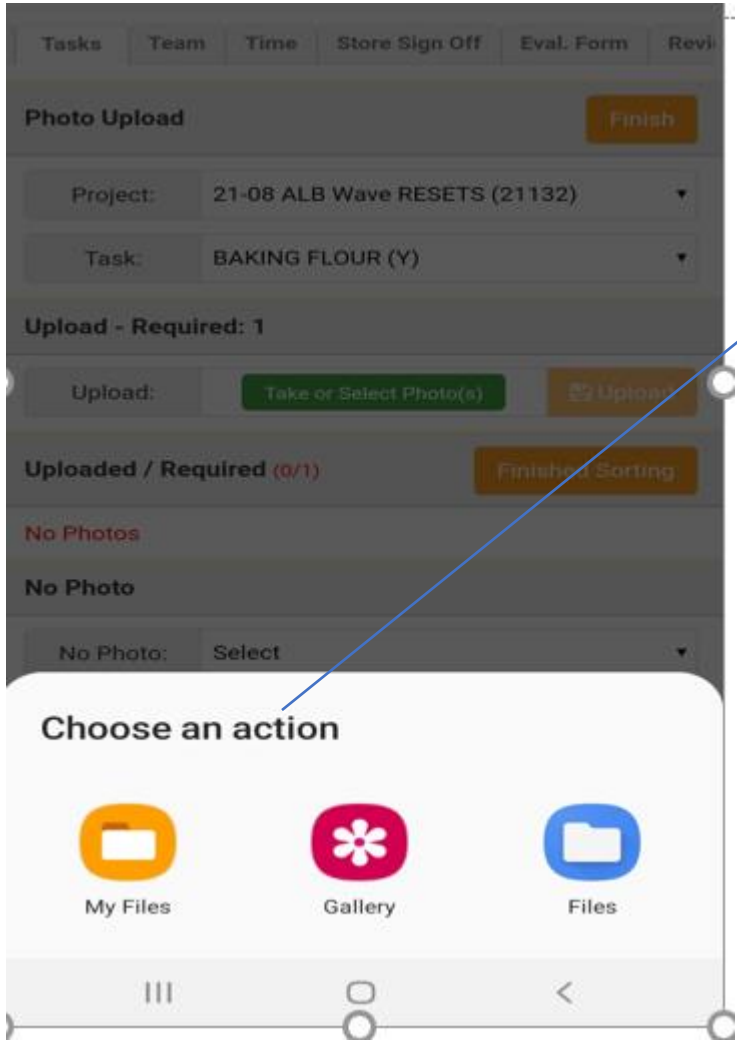 Tasks Team Time Store Sign Off Eval. Form Revi
Photo Upload Finish
Project: 21-08 ALB Wave RESETS (21132)
Task: BAKING FLOUR (Y)
Upload - Required: 1
Upload: Take or Select Photo(s) Upload
Uploaded / Required (0/1) Finished Sorting
No Photos
No Photo
No Photo: Select
Choose an action
My Files Gallery Files